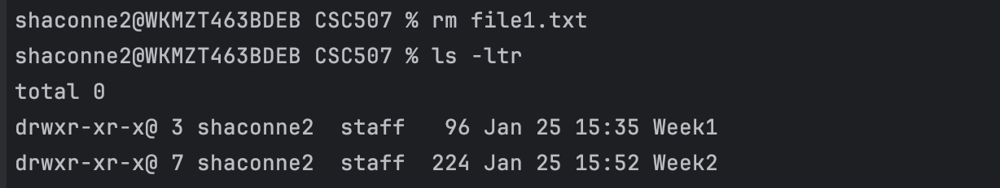 shaconne2@WKMZT463BDEB CSC507 % rm file1.txt
shaconne2@WKMZT463BDEB CSC507 % ls -ltr
total 0
drwxr-xr-x@ 3 shaconne2  staff   96 Jan 25 15:35 Week1
drwxr-xr-x@ 7 shaconne2  staff  224 Jan 25 15:52 Week2